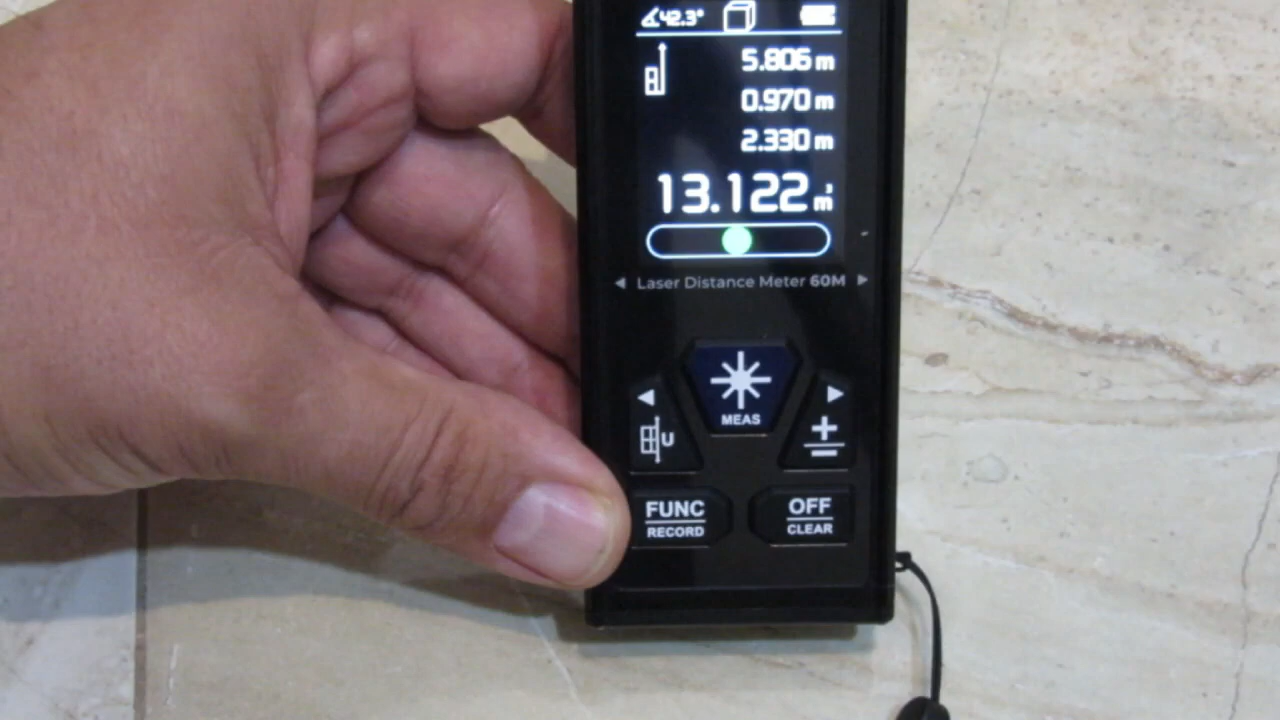 42.3°
5.806 m
0.970 m
2.330 m
13.122 m³
Laser Distance Meter 60M
MEAS
U
FUNC
RECORD
OFF
CLEAR